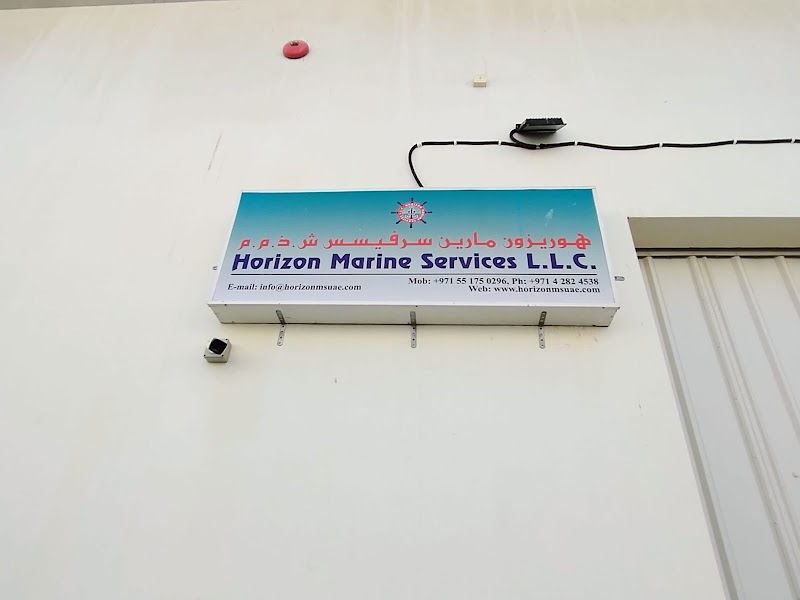 هوريزون مارين سرفيسس ش.ذ.م.م
Horizon Marine Services L.L.C.
Mob: +971 55 175 0296, Ph: +971 4 282 4538
E-mail: info@horizonmsuae.com
Web: www.horizonmsuae.com